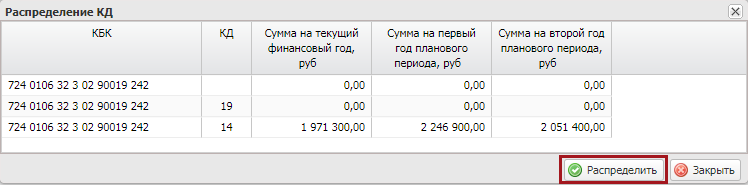 Распределение КД
КБК КД Сумма на текущий финансовый год, руб Сумма на первый год планового периода, руб Сумма на второй год планового периода, руб
724 0106 32 3 02 90019 242 0,00 0,00 0,00
724 0106 32 3 02 90019 242 19 0,00 0,00 0,00
724 0106 32 3 02 90019 242 14 1 971 300,00 2 246 900,00 2 051 400,00
Распределить Закрыть